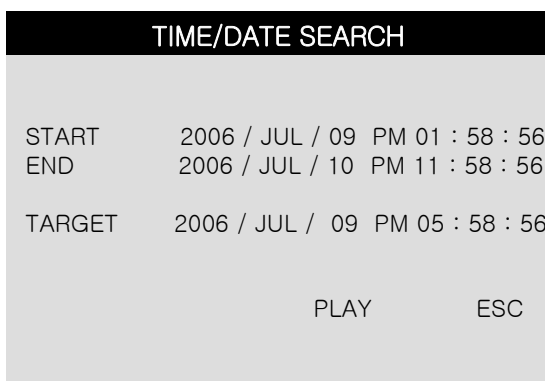 TIME/DATE SEARCH
START 2006 / JUL / 09 PM 01 : 58 : 56
END 2006 / JUL / 10 PM 11 : 58 : 56
TARGET 2006 / JUL / 09 PM 05 : 58 : 56
PLAY ESC